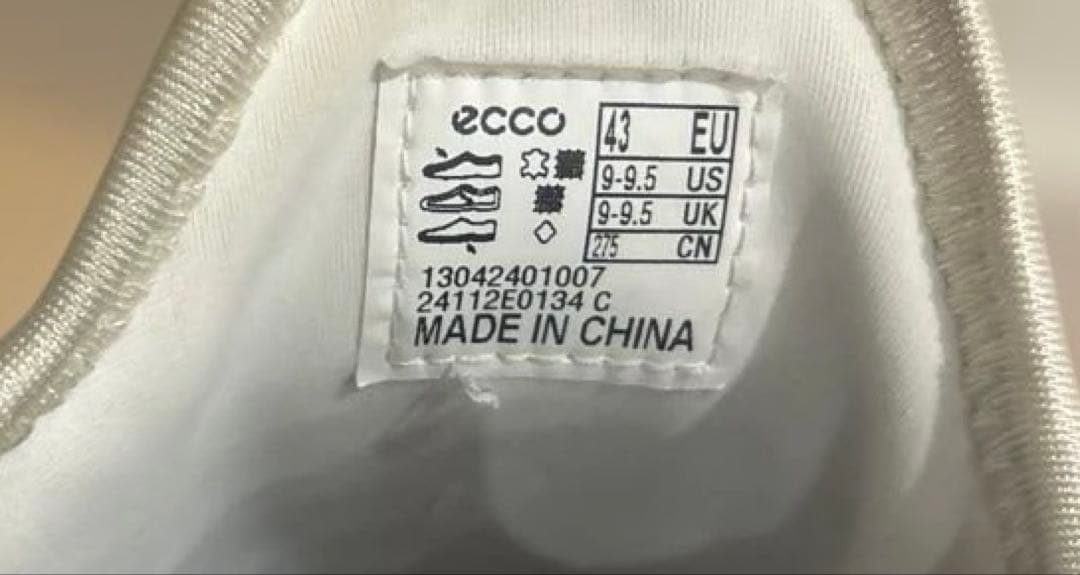 ecco
43 EU
9-9.5 US
9-9.5 UK
275 CN
13042401007
24112E0134 C
MADE IN CHINA